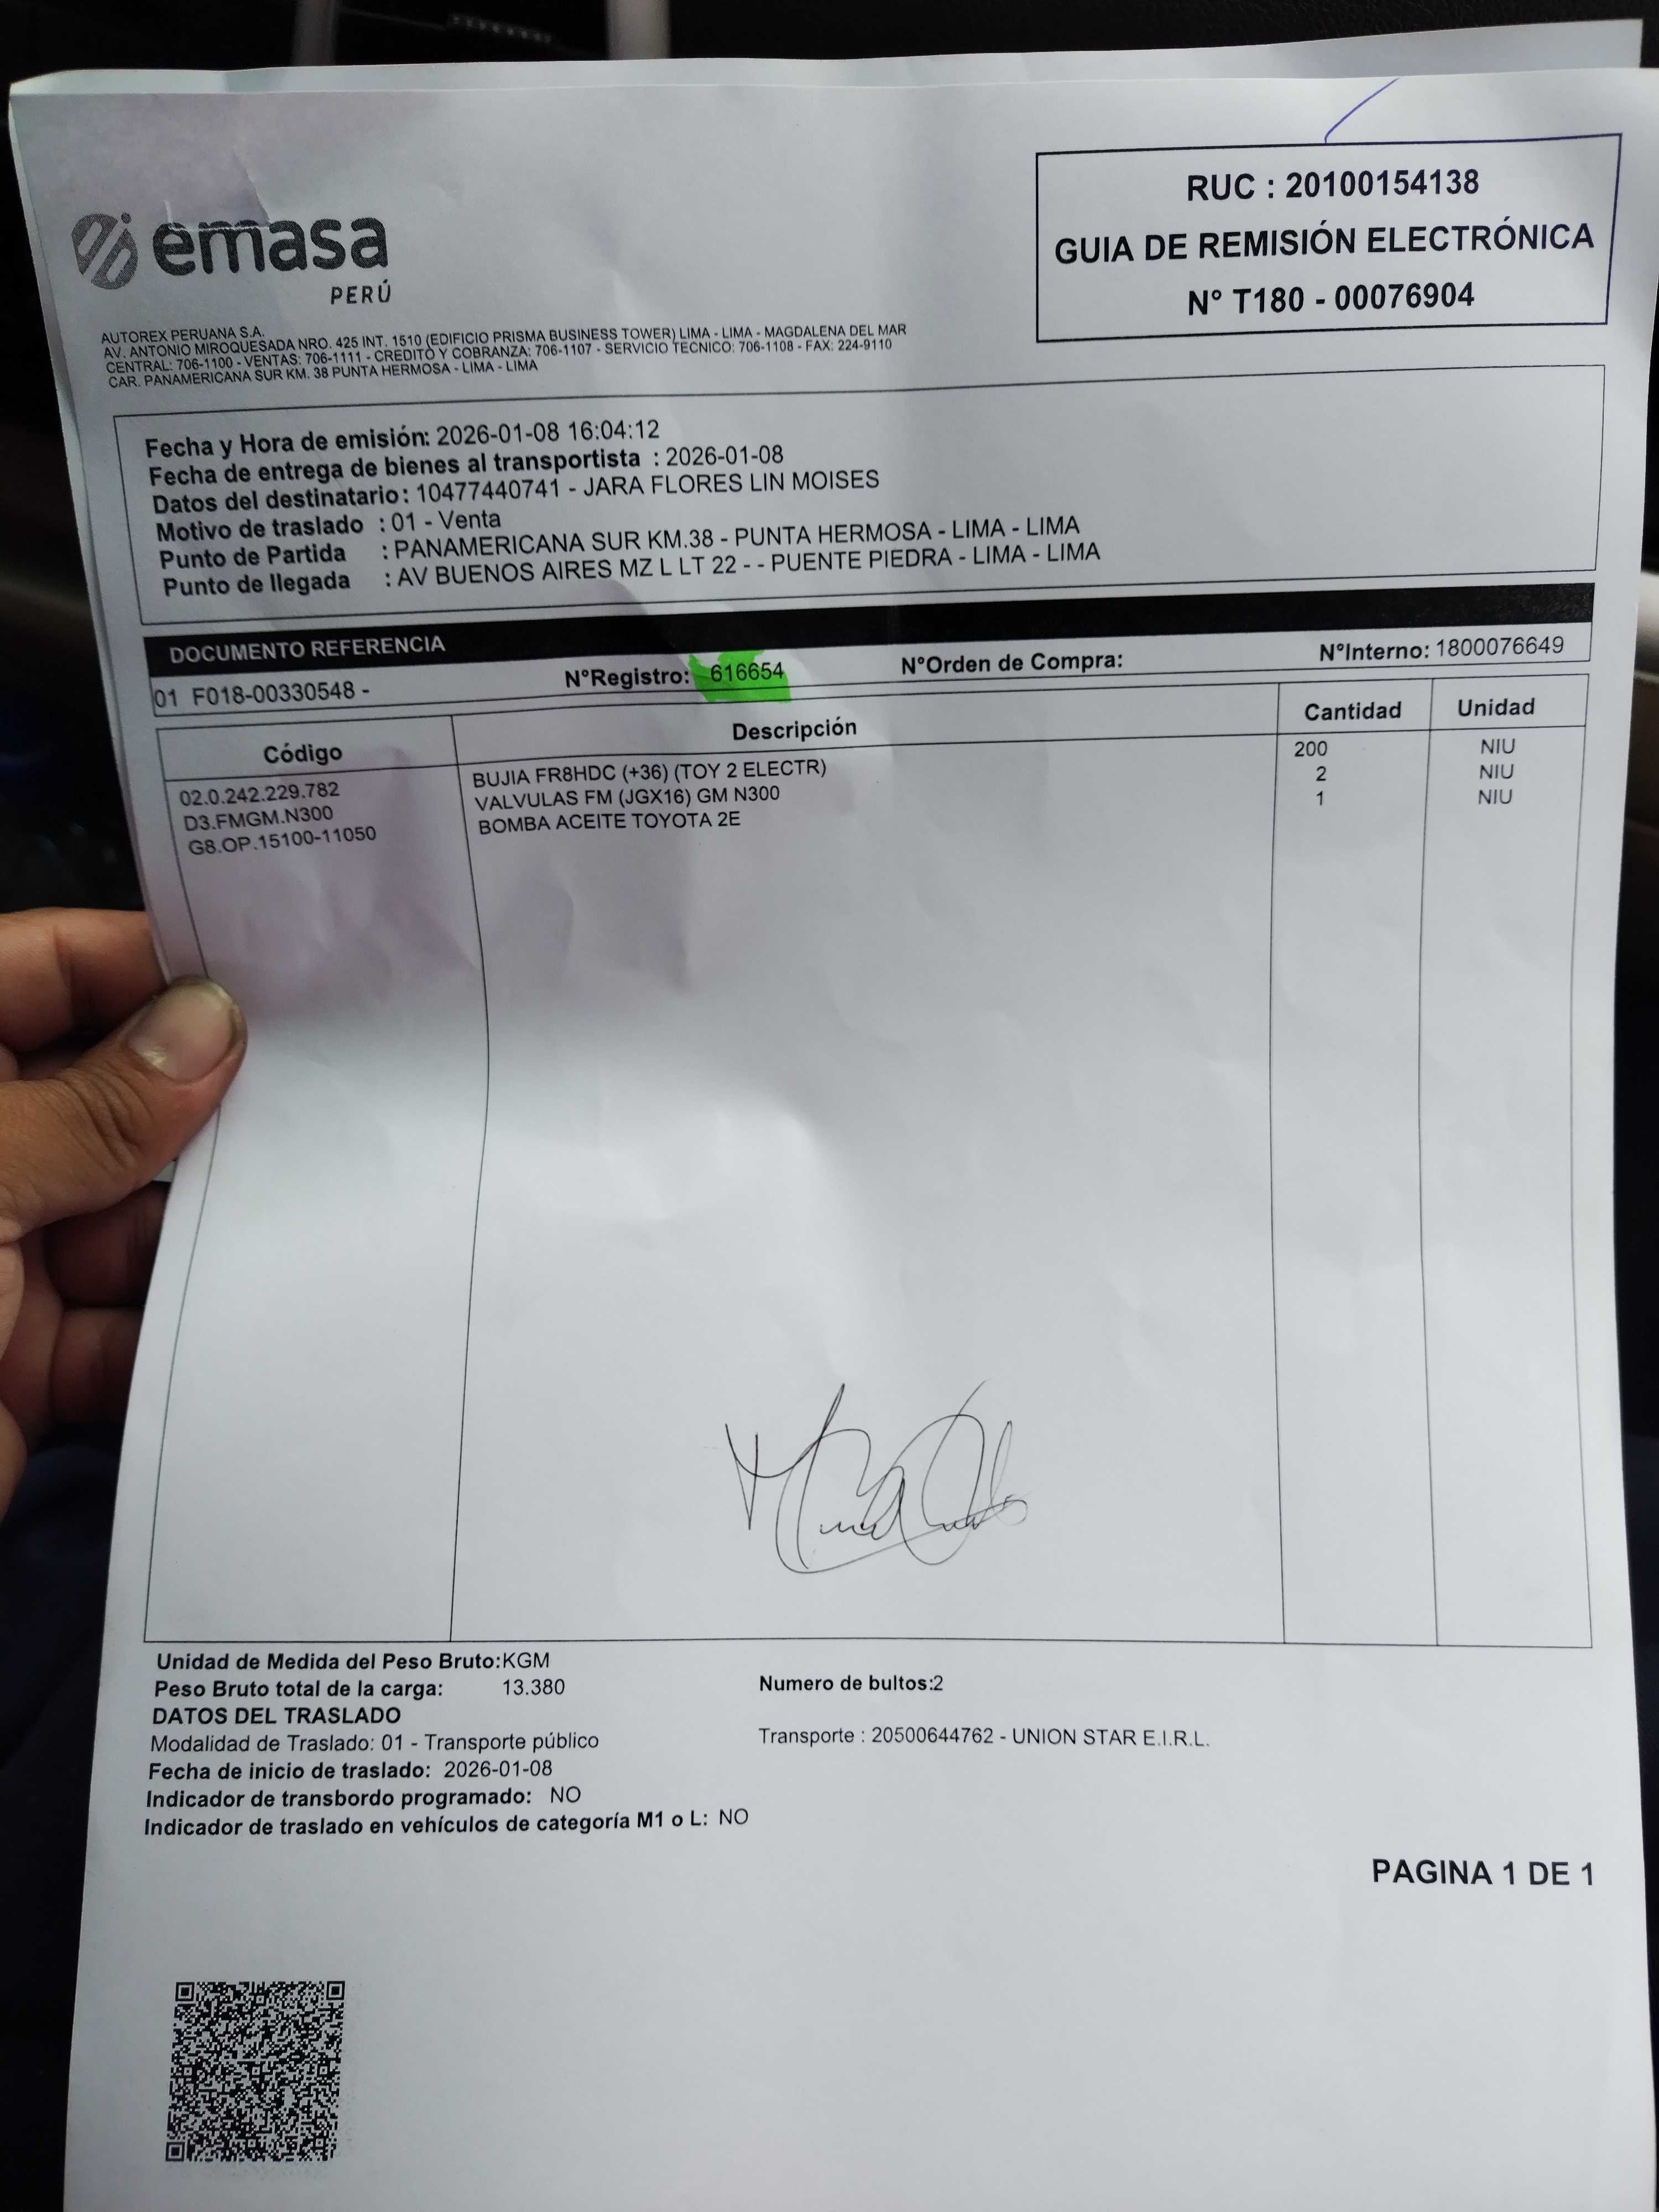 emasa
PERÚ
RUC : 20100154138
GUIA DE REMISIÓN ELECTRÓNICA
N° T180 - 00076904
AUTOREX PERUANA S.A.
AV. ANTONIO MIROQUESADA NRO. 425 INT. 1510 (EDIFICIO PRISMA BUSINESS TOWER) LIMA - LIMA - MAGDALENA DEL MAR
CENTRAL: 706-1100 - VENTAS: 706-1111 - CREDITO Y COBRANZA: 706-1107 - SERVICIO TECNICO: 706-1108 - FAX: 224-9110
CAR. PANAMERICANA SUR KM. 38 PUNTA HERMOSA - LIMA - LIMA
Fecha y Hora de emisión: 2026-01-08 16:04:12
Fecha de entrega de bienes al transportista : 2026-01-08
Datos del destinatario: 10477440741 - JARA FLORES LIN MOISES
Motivo de traslado : 01 - Venta
Punto de Partida : PANAMERICANA SUR KM.38 - PUNTA HERMOSA - LIMA - LIMA
Punto de llegada : AV BUENOS AIRES MZ L LT 22 - - PUENTE PIEDRA - LIMA - LIMA
DOCUMENTO REFERENCIA
01 F018-00330548 - N°Registro: 616654 N°Orden de Compra: N°Interno: 1800076649
Código Descripción Cantidad Unidad
02.0.242.229.782 BUJIA FR8HDC (+36) (TOY 2 ELECTR) 200 NIU
D3.FMGM.N300 VALVULAS FM (JGX16) GM N300 2 NIU
G8.OP.15100-11050 BOMBA ACEITE TOYOTA 2E 1 NIU
Unidad de Medida del Peso Bruto:KGM
Peso Bruto total de la carga: 13.380 Numero de bultos:2
DATOS DEL TRASLADO
Modalidad de Traslado: 01 - Transporte público Transporte : 20500644762 - UNION STAR E.I.R.L.
Fecha de inicio de traslado: 2026-01-08
Indicador de transbordo programado: NO
Indicador de traslado en vehículos de categoría M1 o L: NO
PAGINA 1 DE 1